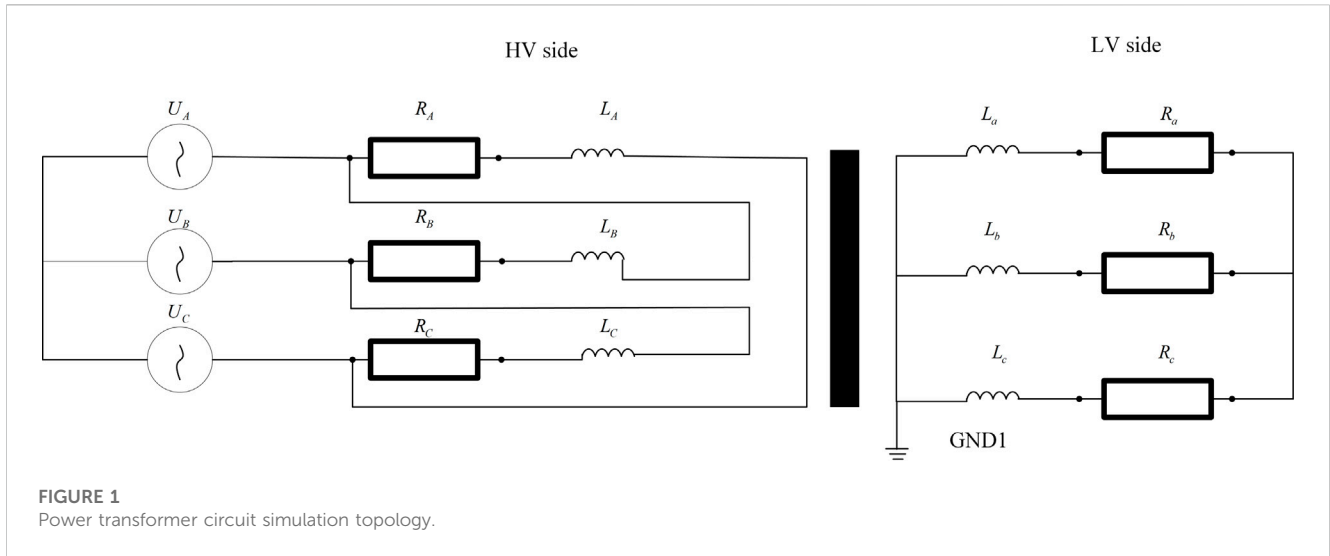 HV side
LV side
U_A
R_A
L_A
U_B
R_B
L_B
U_C
R_C
L_C
L_a
R_a
L_b
R_b
L_c
R_c
GND1
FIGURE 1
Power transformer circuit simulation topology.